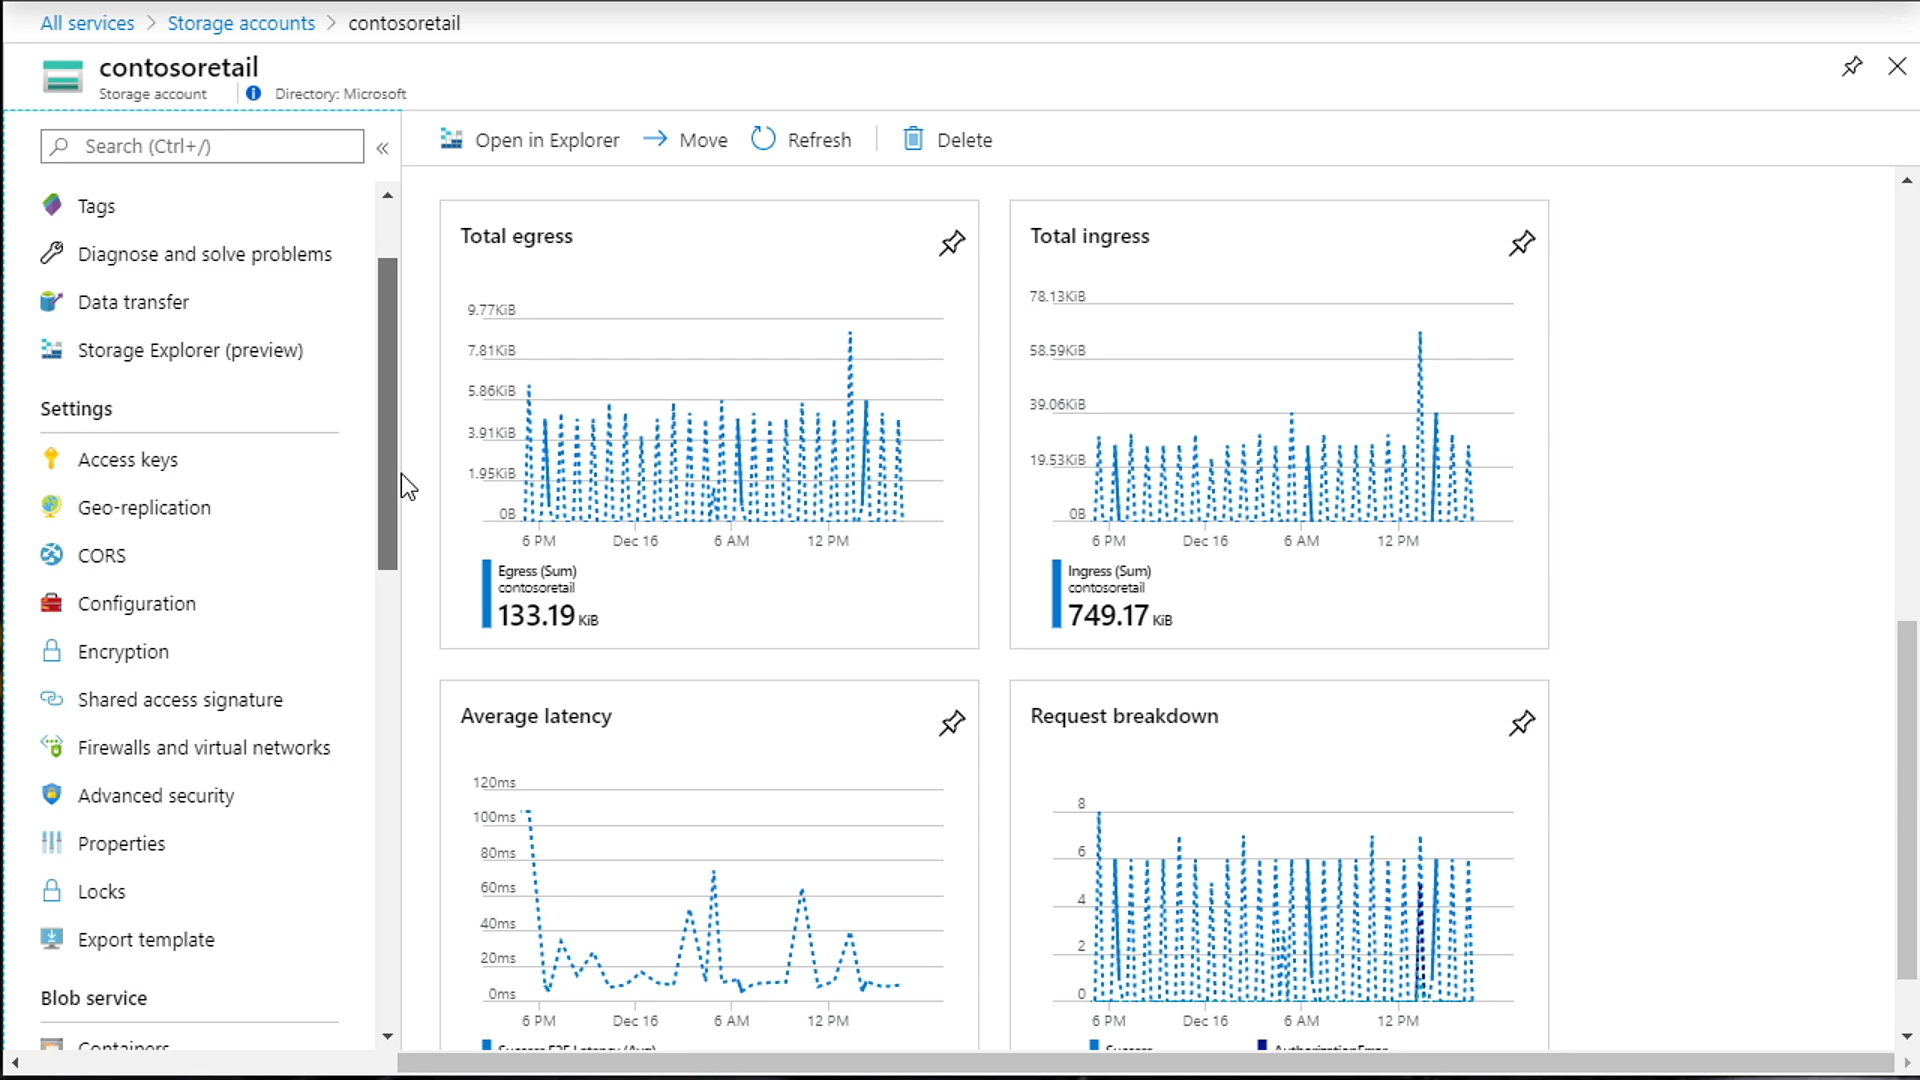 All services > Storage accounts > contosoretail
contosoretail
Storage account
Directory: Microsoft
Search (Ctrl+/)
«
Tags
Diagnose and solve problems
Data transfer
Storage Explorer (preview)
Settings
Access keys
Geo-replication
CORS
Configuration
Encryption
Shared access signature
Firewalls and virtual networks
Advanced security
Properties
Locks
Export template
Blob service
Containers
Open in Explorer
Move
Refresh
Delete
Total egress
9.77KiB
7.81KiB
5.86KiB
3.91KiB
1.95KiB
0B
6 PM Dec 16 6 AM 12 PM
Egress (Sum)
contosoretail
133.19 KiB
Total ingress
78.13KiB
58.59KiB
39.06KiB
19.53KiB
0B
6 PM Dec 16 6 AM 12 PM
Ingress (Sum)
contosoretail
749.17 KiB
Average latency
120ms
100ms
80ms
60ms
40ms
20ms
0ms
6 PM Dec 16 6 AM 12 PM
Success E2E Latency (Avg)
Request breakdown
8
6
4
2
0
6 PM Dec 16 6 AM 12 PM
Success
AuthorizationError